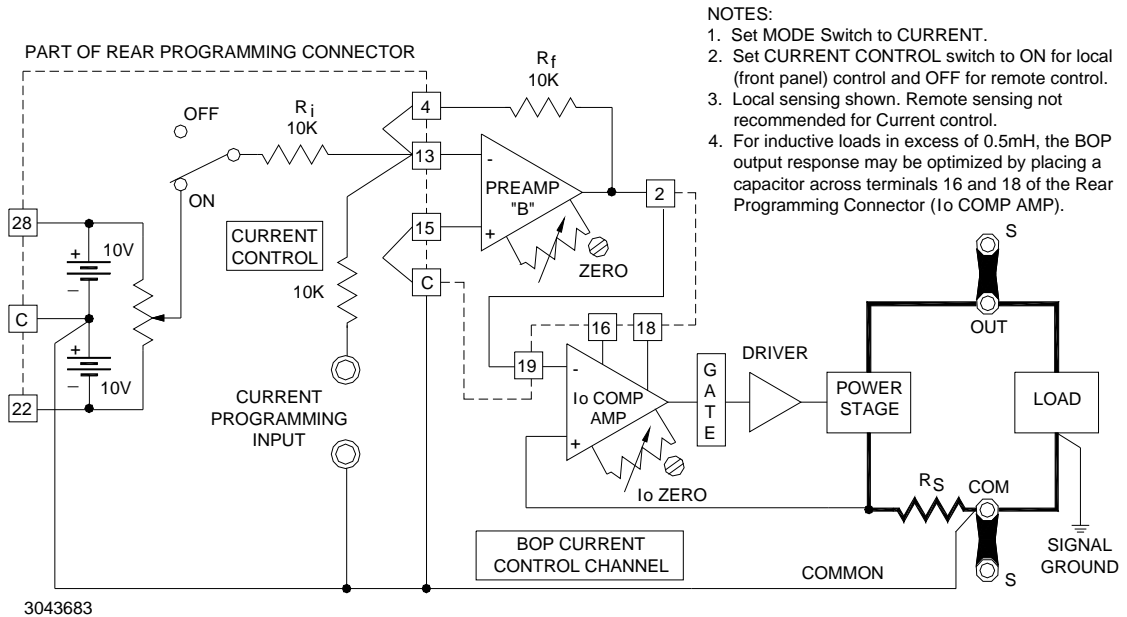 NOTES:
1. Set MODE Switch to CURRENT.
2. Set CURRENT CONTROL switch to ON for local
(front panel) control and OFF for remote control.
3. Local sensing shown. Remote sensing not
recommended for Current control.
4. For inductive loads in excess of 0.5mH, the BOP
output response may be optimized by placing a
capacitor across terminals 16 and 18 of the Rear
Programming Connector (Io COMP AMP).
PART OF REAR PROGRAMMING CONNECTOR
Rf
10K
4
OFF
Ri
10K
13
-
PREAMP
"B"
+
2
ON
28
15
ZERO
+
10V
–
CURRENT
CONTROL
10K
C
S
OUT
C
16
18
+
10V
–
22
19
-
Io COMP
AMP
+
GATE
DRIVER
POWER
STAGE
LOAD
CURRENT
PROGRAMMING
INPUT
Io ZERO
RS
COM
SIGNAL
GROUND
BOP CURRENT
CONTROL CHANNEL
COMMON
S
3043683